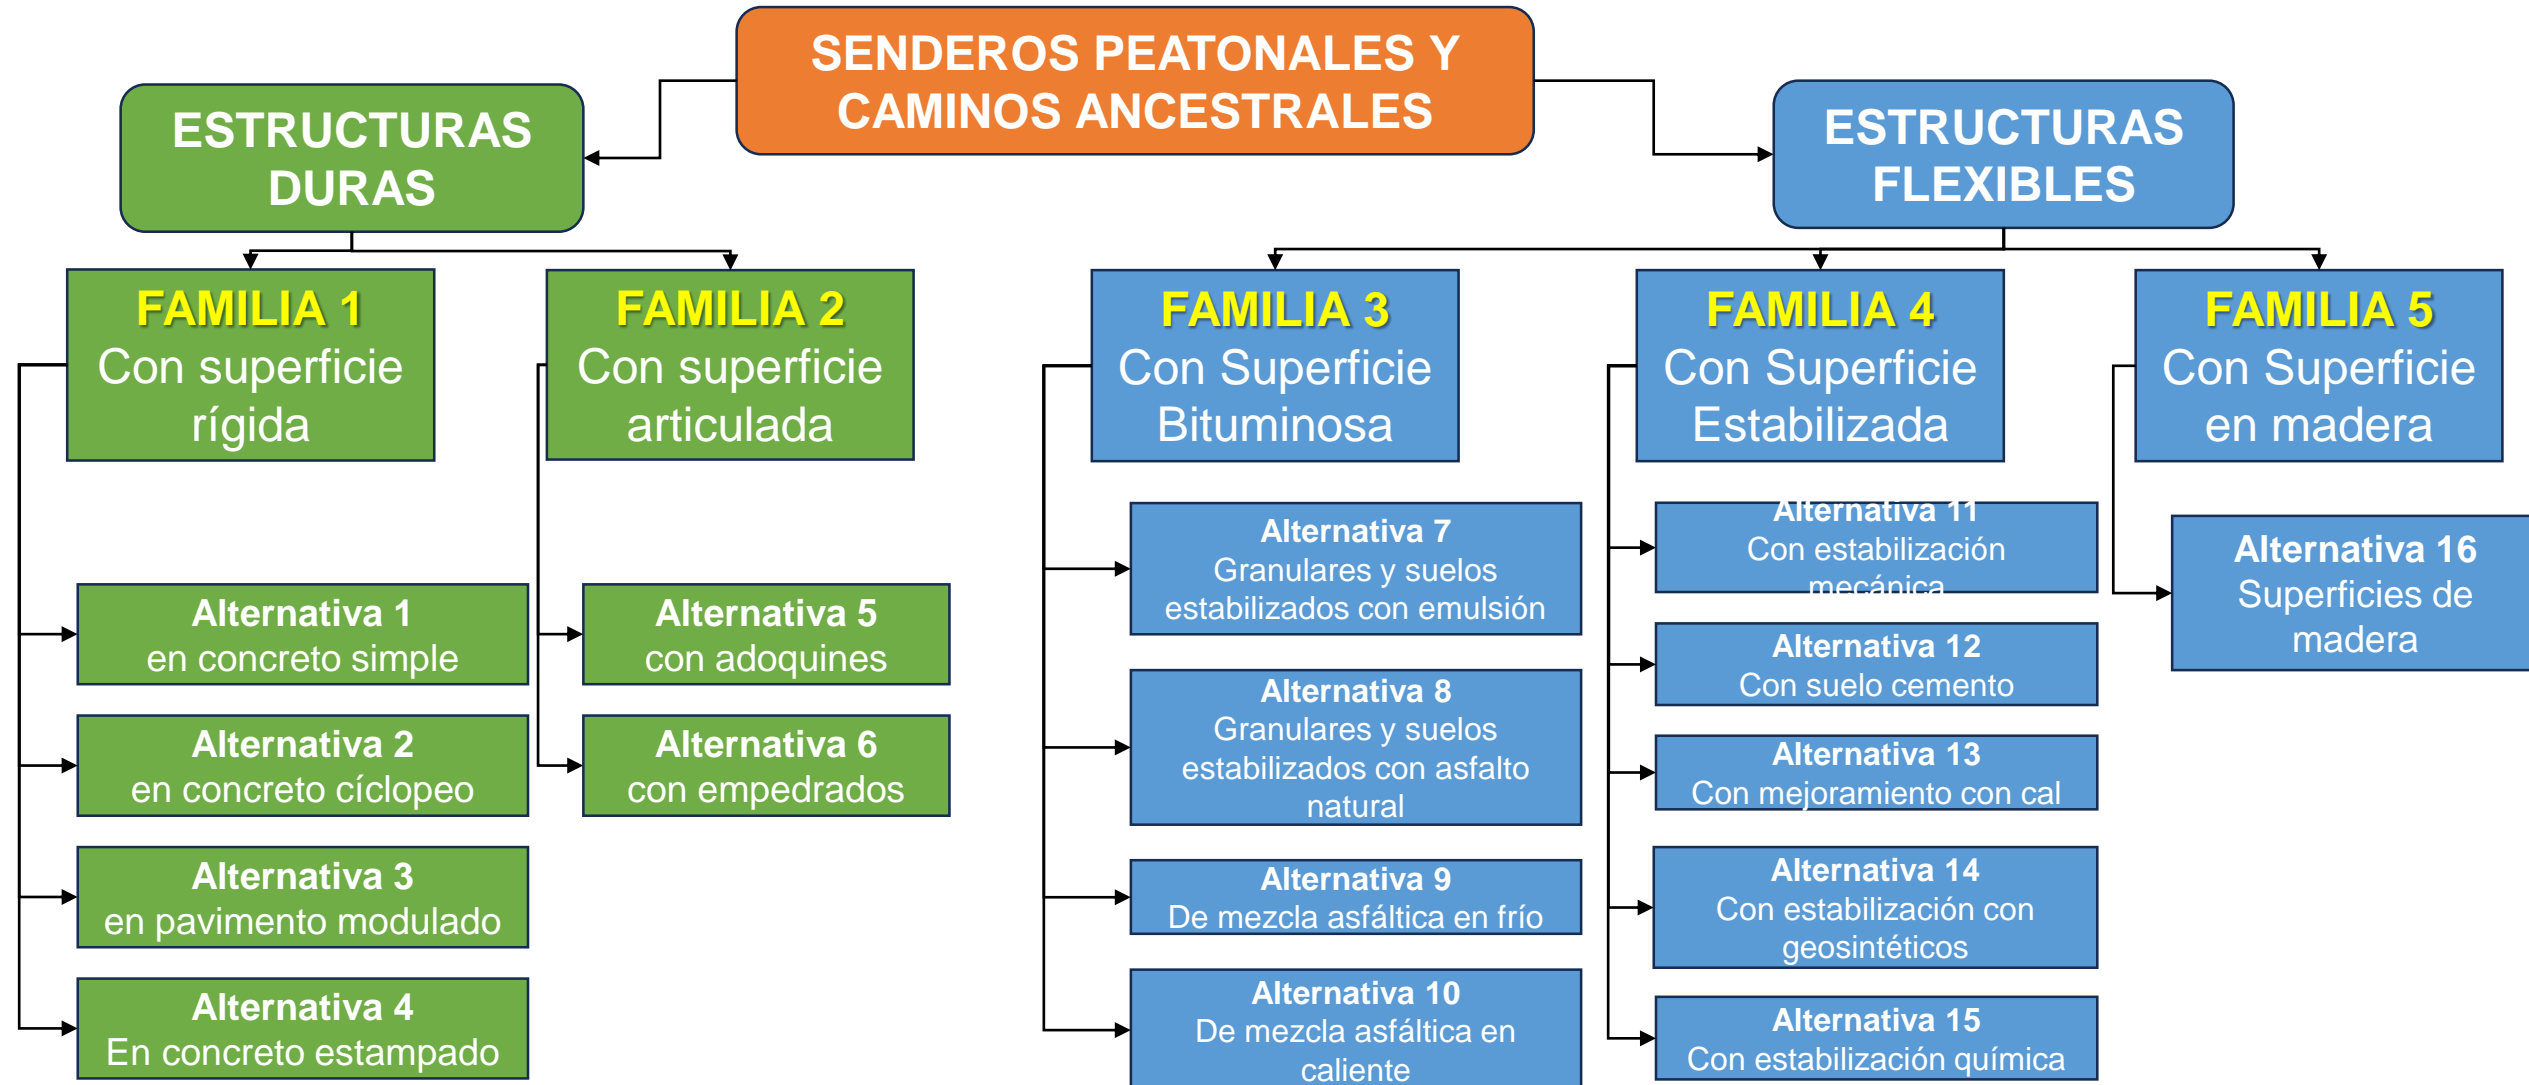 SENDEROS PEATONALES Y
CAMINOS ANCESTRALES
ESTRUCTURAS
DURAS
ESTRUCTURAS
FLEXIBLES
FAMILIA 1
Con superficie
rígida
FAMILIA 2
Con superficie
articulada
FAMILIA 3
Con Superficie
Bituminosa
FAMILIA 4
Con Superficie
Estabilizada
FAMILIA 5
Con Superficie
en madera
Alternativa 1
en concreto simple
Alternativa 2
en concreto cíclopeo
Alternativa 3
en pavimento modulado
Alternativa 4
En concreto estampado
Alternativa 5
con adoquines
Alternativa 6
con empedrados
Alternativa 7
Granulares y suelos
estabilizados con emulsión
Alternativa 8
Granulares y suelos
estabilizados con asfalto
natural
Alternativa 9
De mezcla asfáltica en frío
Alternativa 10
De mezcla asfáltica en
caliente
Alternativa 11
Con estabilización
mecánica
Alternativa 12
Con suelo cemento
Alternativa 13
Con mejoramiento con cal
Alternativa 14
Con estabilización con
geosintéticos
Alternativa 15
Con estabilización química
Alternativa 16
Superficies de
madera